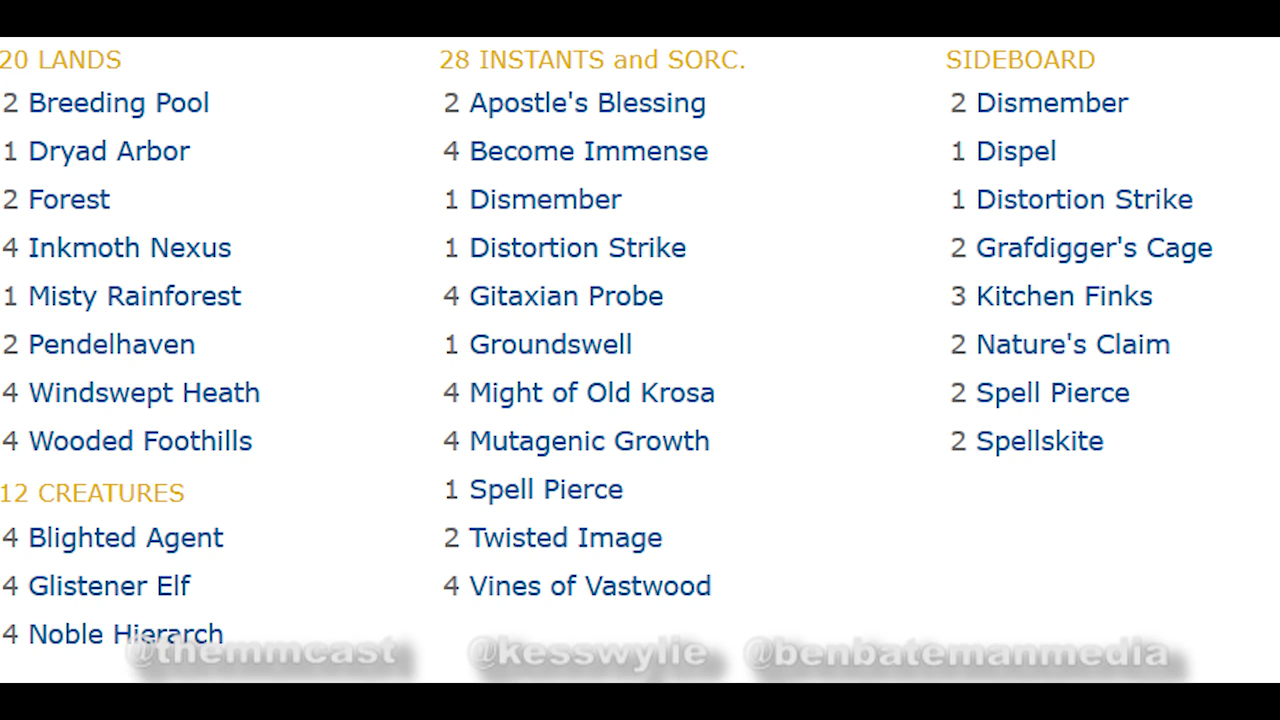 20 LANDS
2 Breeding Pool
1 Dryad Arbor
2 Forest
4 Inkmoth Nexus
1 Misty Rainforest
2 Pendelhaven
4 Windswept Heath
4 Wooded Foothills
12 CREATURES
4 Blighted Agent
4 Glistener Elf
4 Noble Hierarch
28 INSTANTS and SORC.
2 Apostle's Blessing
4 Become Immense
1 Dismember
1 Distortion Strike
4 Gitaxian Probe
1 Groundswell
4 Might of Old Krosa
4 Mutagenic Growth
1 Spell Pierce
2 Twisted Image
4 Vines of Vastwood
SIDEBOARD
2 Dismember
1 Dispel
1 Distortion Strike
2 Grafdigger's Cage
3 Kitchen Finks
2 Nature's Claim
2 Spell Pierce
2 Spellskite
@themmcast @kesswylie @benbatemanmedia